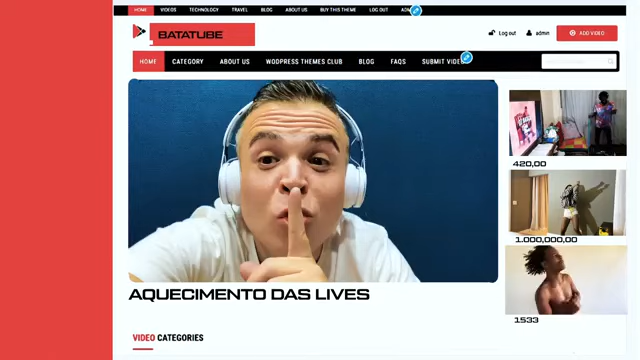 HOME VIDEOS TECHNOLOGY TRAVEL BLOG ABOUT US BUY THIS THEME LOG OUT
BATATUBE
Log out admin ADD VIDEO
HOME CATEGORY ABOUT US WODPRESS THEMES CLUB BLOG FAQS SUBMIT VIDEO
420,00
1.000,000,00
1533
AQUECIMENTO DAS LIVES
VIDEO CATEGORIES